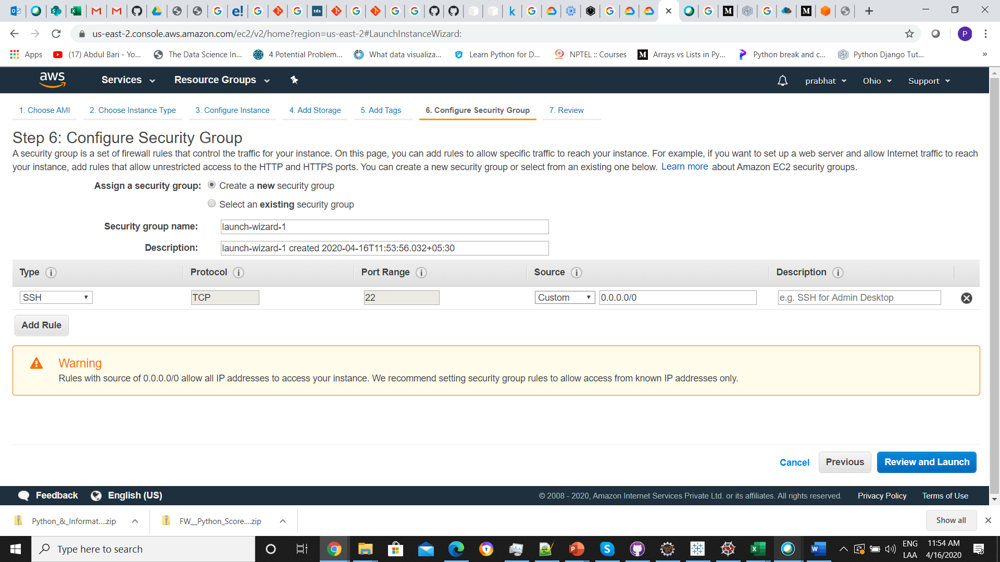 us-east-2.console.aws.amazon.com/ec2/v2/home?region=us-east-2#LaunchInstanceWizard:
P
Apps
(17) Abdul Bari - Yo...
The Data Science In...
4 Potential Problem...
What data visualiza...
Learn Python for D...
NPTEL :: Courses
Arrays vs Lists in Py...
Python break and c...
Python Django Tut...
»
aws
Services
Resource Groups
prabhat
Ohio
Support
1. Choose AMI
2. Choose Instance Type
3. Configure Instance
4. Add Storage
5. Add Tags
6. Configure Security Group
7. Review
Step 6: Configure Security Group
A security group is a set of firewall rules that control the traffic for your instance. On this page, you can add rules to allow specific traffic to reach your instance. For example, if you want to set up a web server and allow Internet traffic to reach
your instance, add rules that allow unrestricted access to the HTTP and HTTPS ports. You can create a new security group or select from an existing one below. Learn more about Amazon EC2 security groups.
Assign a security group: Create a new security group
Select an existing security group
Security group name: launch-wizard-1
Description: launch-wizard-1 created 2020-04-16T11:53:56.032+05:30
Type i Protocol i Port Range i Source i Description i
SSH TCP 22 Custom 0.0.0.0/0 e.g. SSH for Admin Desktop
Add Rule
Warning
Rules with source of 0.0.0.0/0 allow all IP addresses to access your instance. We recommend setting security group rules to allow access from known IP addresses only.
Cancel Previous Review and Launch
Feedback English (US) © 2008 - 2020, Amazon Internet Services Private Ltd. or its affiliates. All rights reserved. Privacy Policy Terms of Use
Python_&_Informat....zip
FW__Python_Score....zip
Show all
Type here to search
ENG
LAA
11:54 AM
4/16/2020